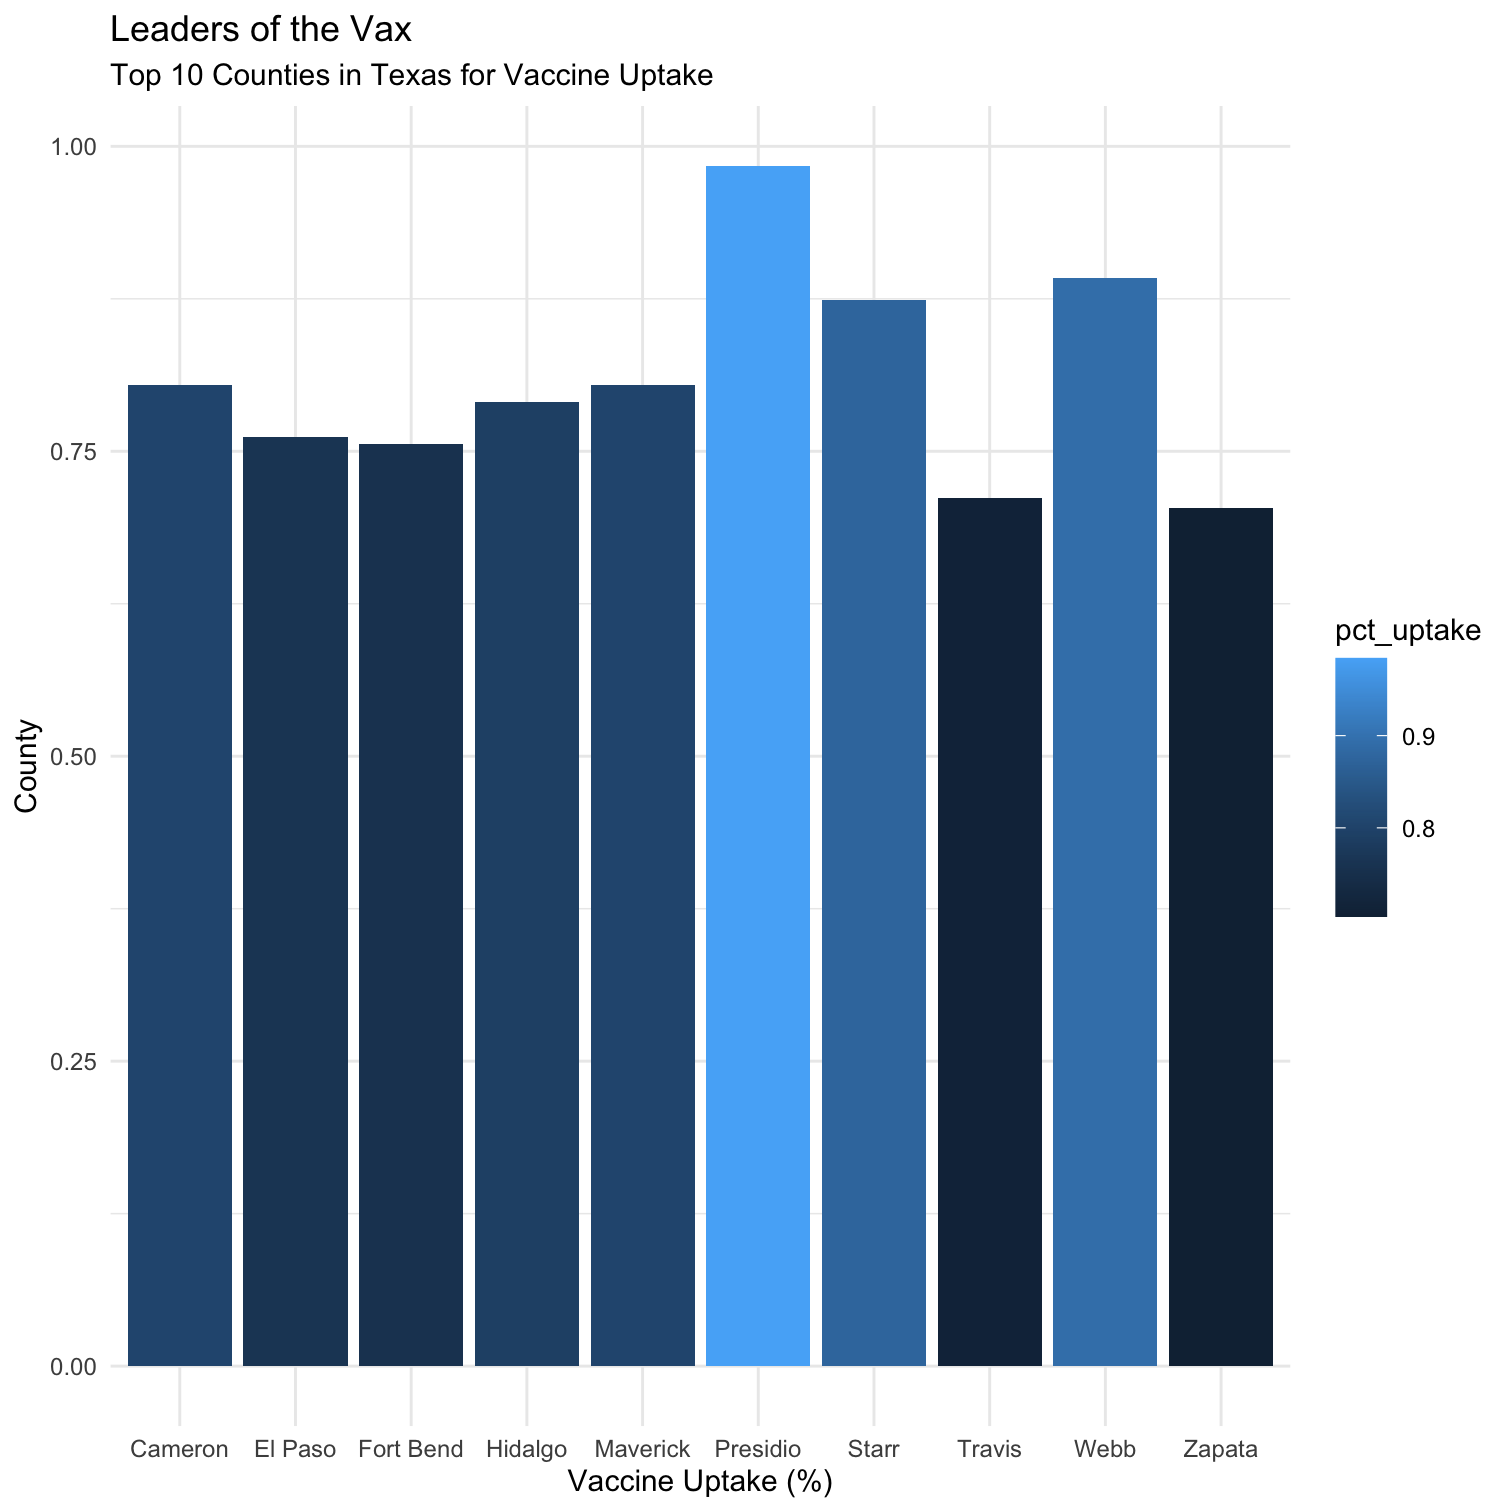 Leaders of the Vax
Top 10 Counties in Texas for Vaccine Uptake
1.00
0.75
0.50
0.25
0.00
County
Cameron El Paso Fort Bend Hidalgo Maverick Presidio Starr Travis Webb Zapata
Vaccine Uptake (%)
pct_uptake
0.9
0.8